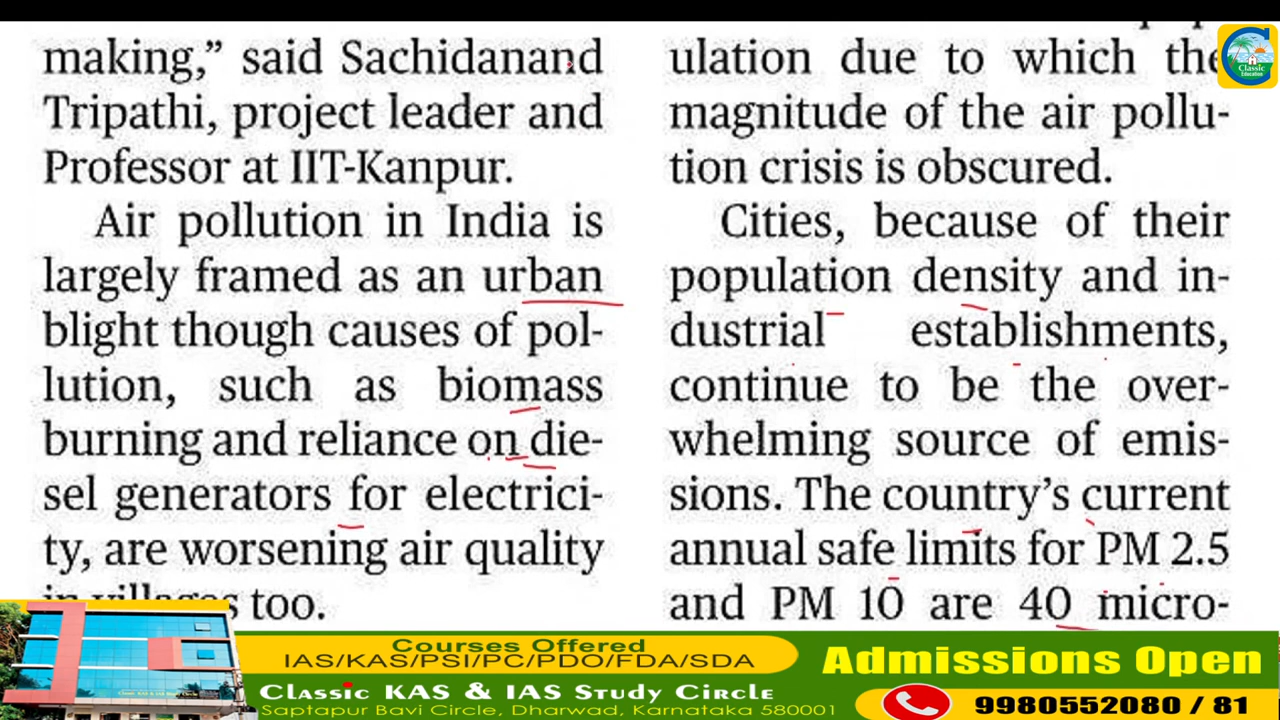 making,” said Sachidanand
Tripathi, project leader and
Professor at IIT-Kanpur.
Air pollution in India is
largely framed as an urban
blight though causes of pol-
lution, such as biomass
burning and reliance on die-
sel generators for electrici-
ty, are worsening air quality
in villages too.
ulation due to which the
magnitude of the air pollu-
tion crisis is obscured.
Cities, because of their
population density and in-
dustrial establishments,
continue to be the over-
whelming source of emis-
sions. The country’s current
annual safe limits for PM 2.5
and PM 10 are 40 micro-
Classic
Education
Courses Offered
IAS/KAS/PSI/PC/PDO/FDA/SDA
Classic KAS & IAS Study Circle
Saptapur Bavi Circle, Dharwad, Karnataka 580001
Admissions Open
9980552080 / 81